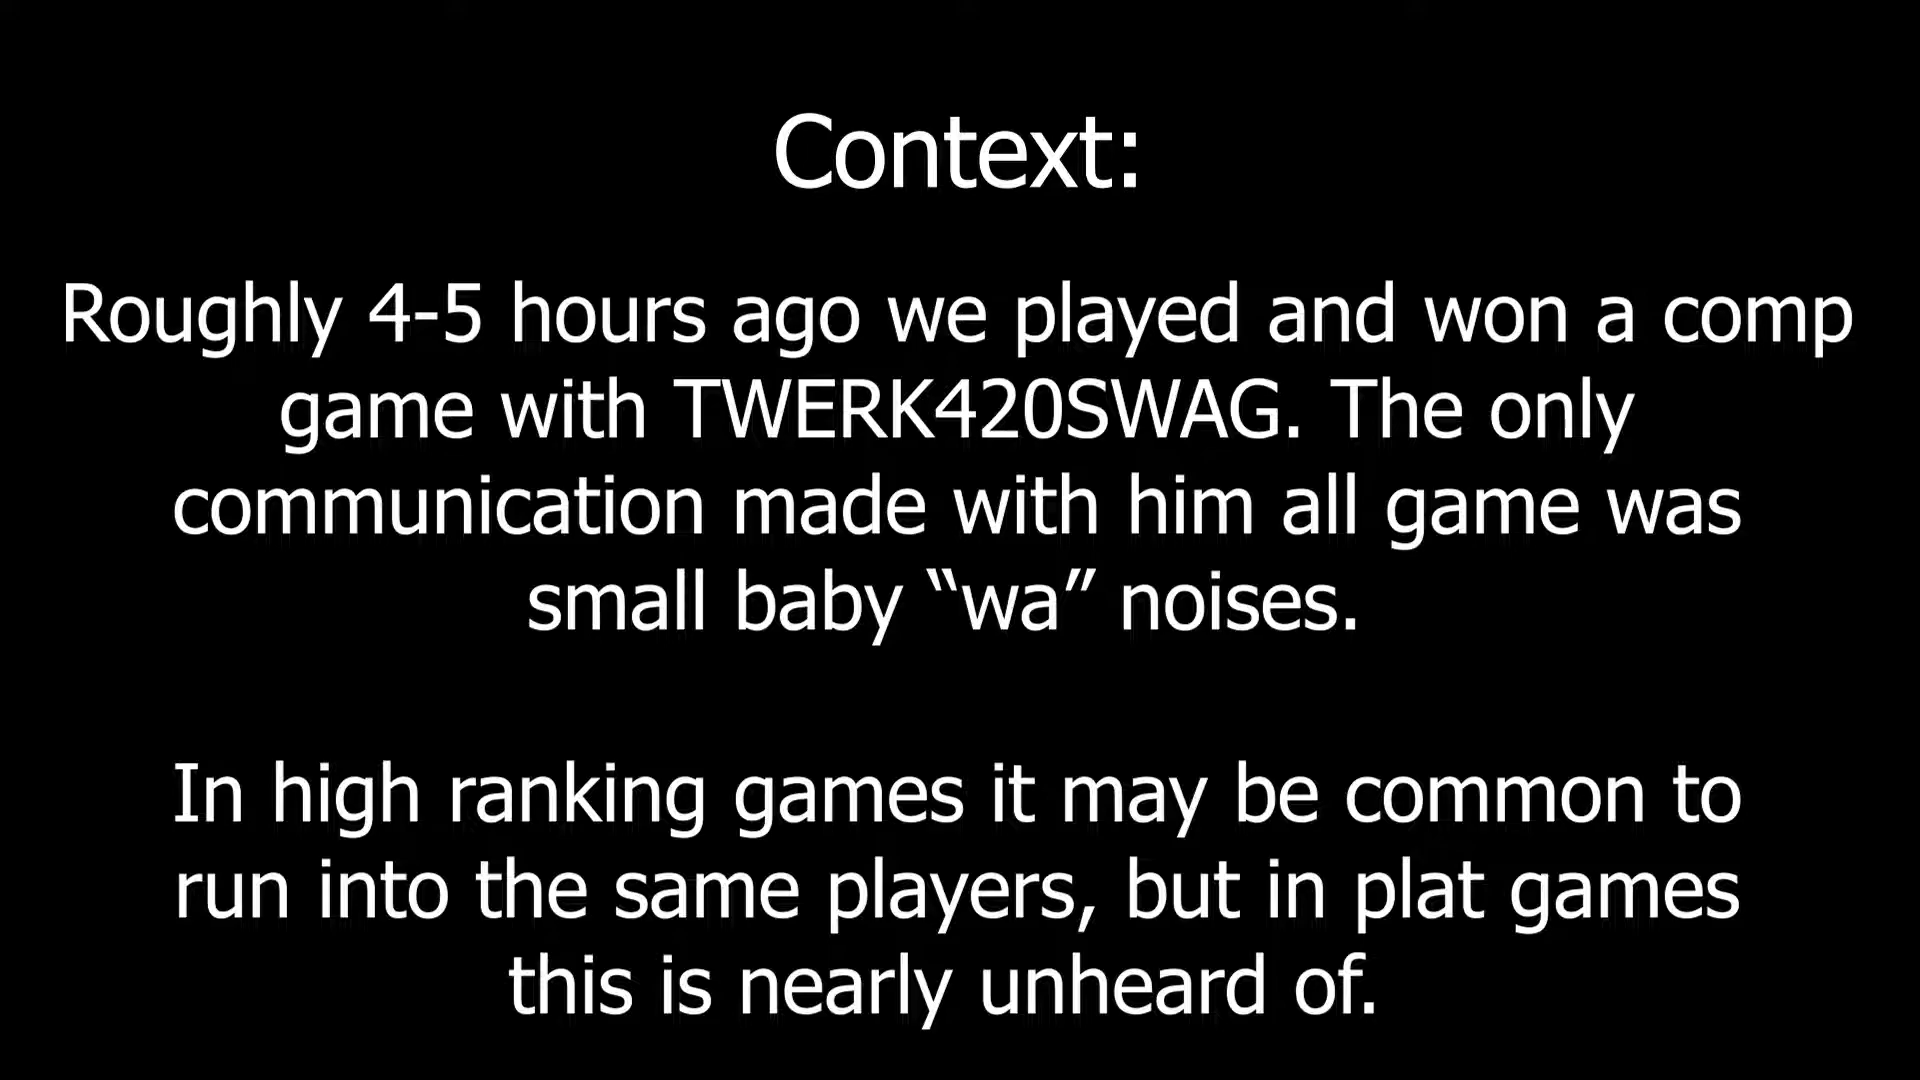 Context:
Roughly 4-5 hours ago we played and won a comp
game with TWERK420SWAG. The only
communication made with him all game was
small baby “wa” noises.
In high ranking games it may be common to
run into the same players, but in plat games
this is nearly unheard of.